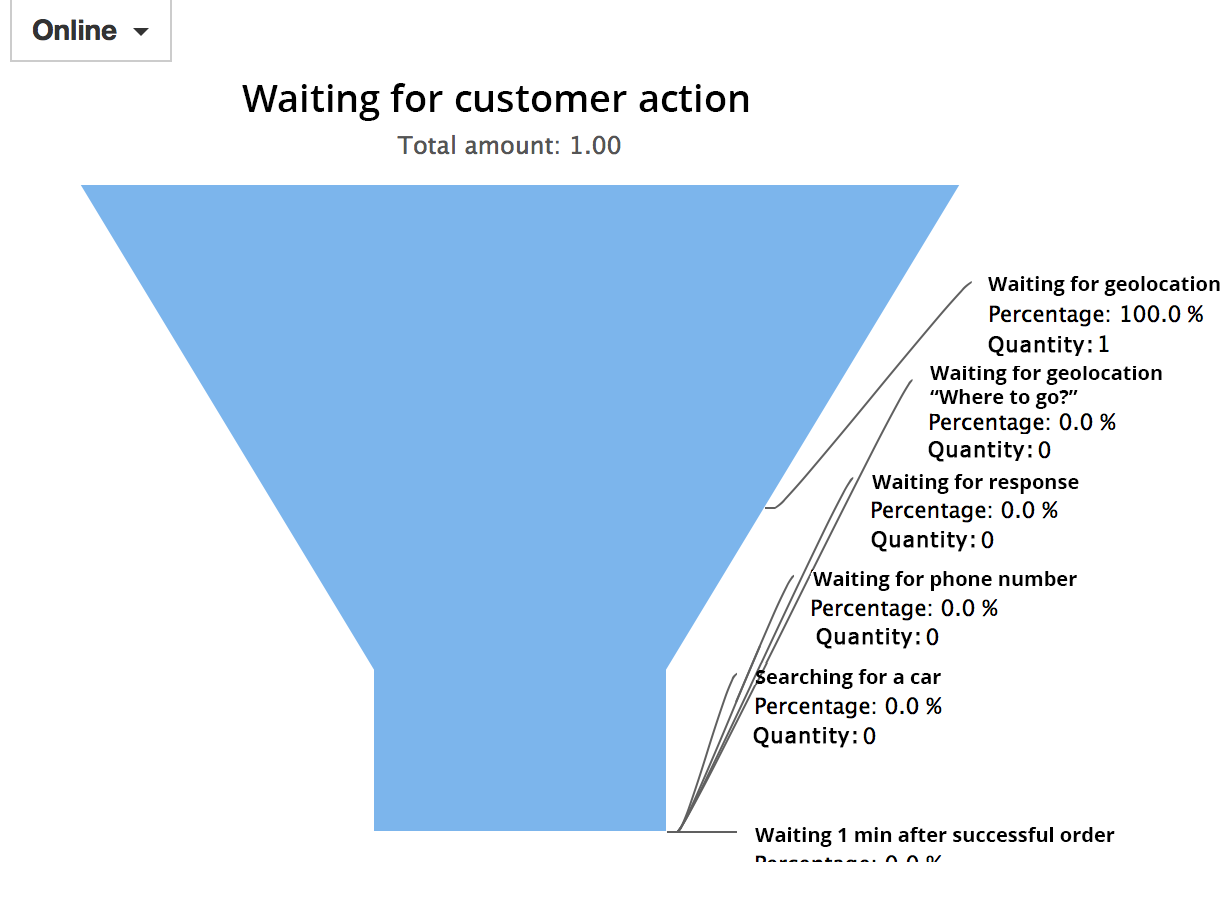 Online
Waiting for customer action
Total amount: 1.00
Waiting for geolocation
Percentage: 100.0 %
Quantity: 1
Waiting for geolocation
“Where to go?”
Percentage: 0.0 %
Quantity: 0
Waiting for response
Percentage: 0.0 %
Quantity: 0
Waiting for phone number
Percentage: 0.0 %
Quantity: 0
Searching for a car
Percentage: 0.0 %
Quantity: 0
Waiting 1 min after successful order
Percentage: 0.0 %